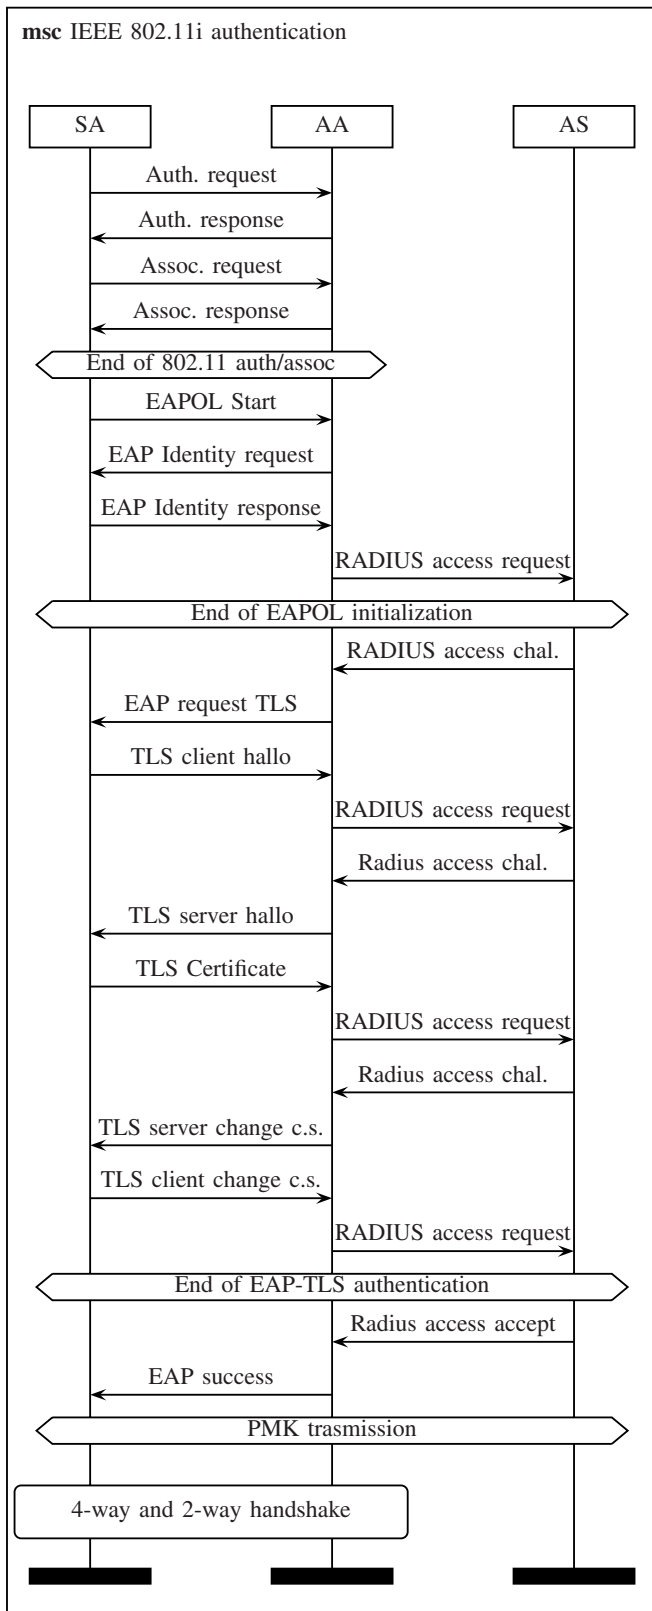 msc IEEE 802.11i authentication
SA AA AS
Auth. request
Auth. response
Assoc. request
Assoc. response
End of 802.11 auth/assoc
EAPOL Start
EAP Identity request
EAP Identity response
RADIUS access request
End of EAPOL initialization
RADIUS access chal.
EAP request TLS
TLS client hallo
RADIUS access request
Radius access chal.
TLS server hallo
TLS Certificate
RADIUS access request
Radius access chal.
TLS server change c.s.
TLS client change c.s.
RADIUS access request
End of EAP-TLS authentication
Radius access accept
EAP success
PMK trasmission
4-way and 2-way handshake